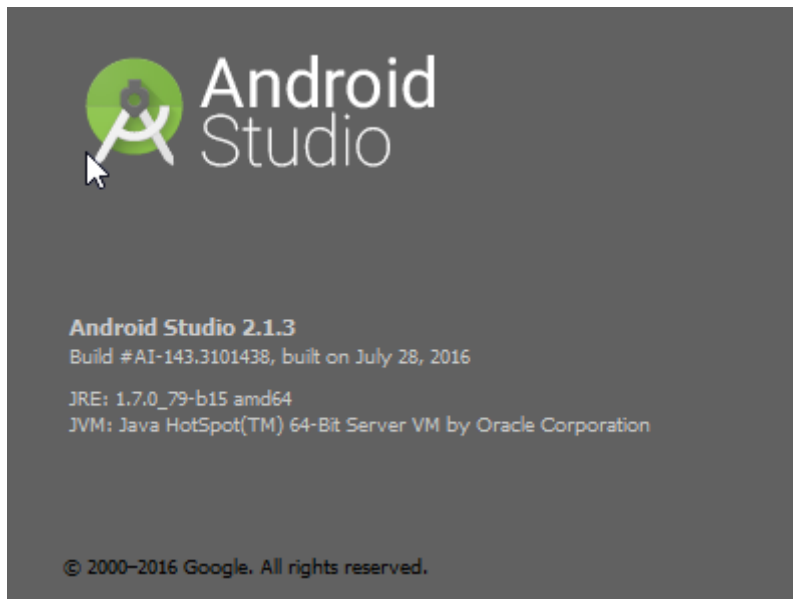 Android
Studio
Android Studio 2.1.3
Build #AI-143.3101438, built on July 28, 2016
JRE: 1.7.0_79-b15 amd64
JVM: Java HotSpot(TM) 64-Bit Server VM by Oracle Corporation
© 2000–2016 Google. All rights reserved.